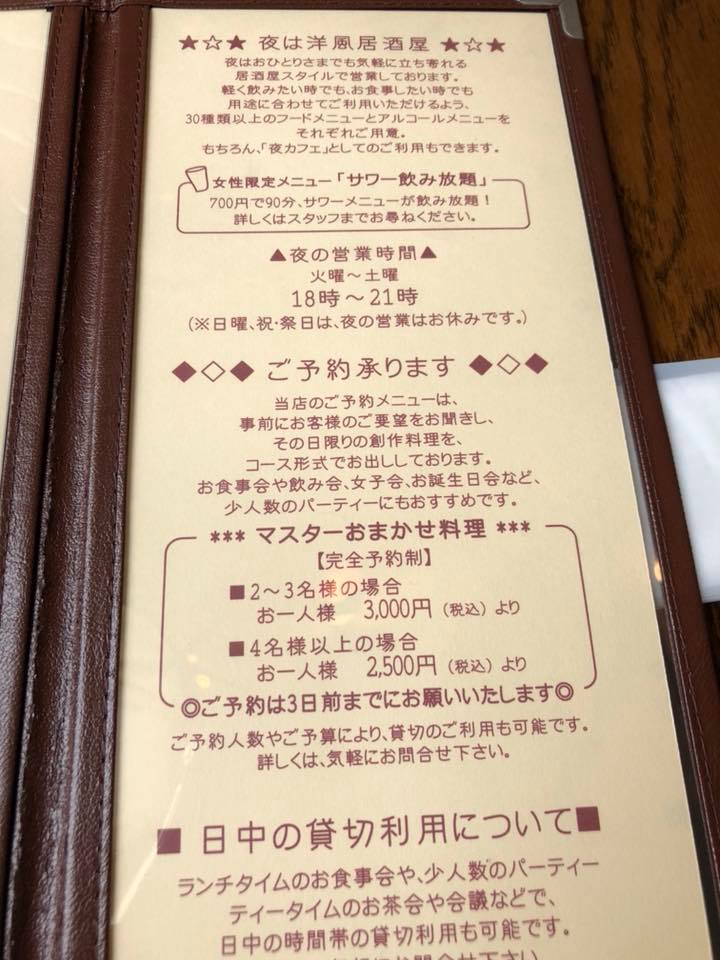 ★☆★ 夜は洋風居酒屋 ★☆★
夜はおひとりさまでも気軽に立ち寄れる
居酒屋スタイルで営業しております。
軽く飲みたい時でも、お食事したい時でも
用途に合わせてご利用いただけるよう、
30種類以上のフードメニューとアルコールメニューを
それぞれご用意。
もちろん、「夜カフェ」としてのご利用もできます。
女性限定メニュー「サワー飲み放題」
700円で90分、サワーメニューが飲み放題！
詳しくはスタッフまでお尋ねください。
▲夜の営業時間▲
火曜～土曜
18時～21時
(※日曜、祝・祭日は、夜の営業はお休みです。)
◆◇◆ ご予約承ります ◆◇◆
当店のご予約メニューは、
事前にお客様のご要望をお聞きし、
その日限りの創作料理を、
コース形式でお出ししております。
お食事会や飲み会、女子会、お誕生日会など、
少人数のパーティーにもおすすめです。
*** マスターおまかせ料理 ***
【完全予約制】
■2～3名様の場合
お一人様 3,000円（税込）より
■4名様以上の場合
お一人様 2,500円（税込）より
◎ご予約は3日前までにお願いいたします◎
ご予約人数やご予算により、貸切のご利用も可能です。
詳しくは、気軽にお問合せ下さい。
■ 日中の貸切利用について■
ランチタイムのお食事会や、少人数のパーティー
ティータイムのお茶会や会議などで、
日中の時間帯の貸切利用も可能です。
気軽にお問合せ下さい